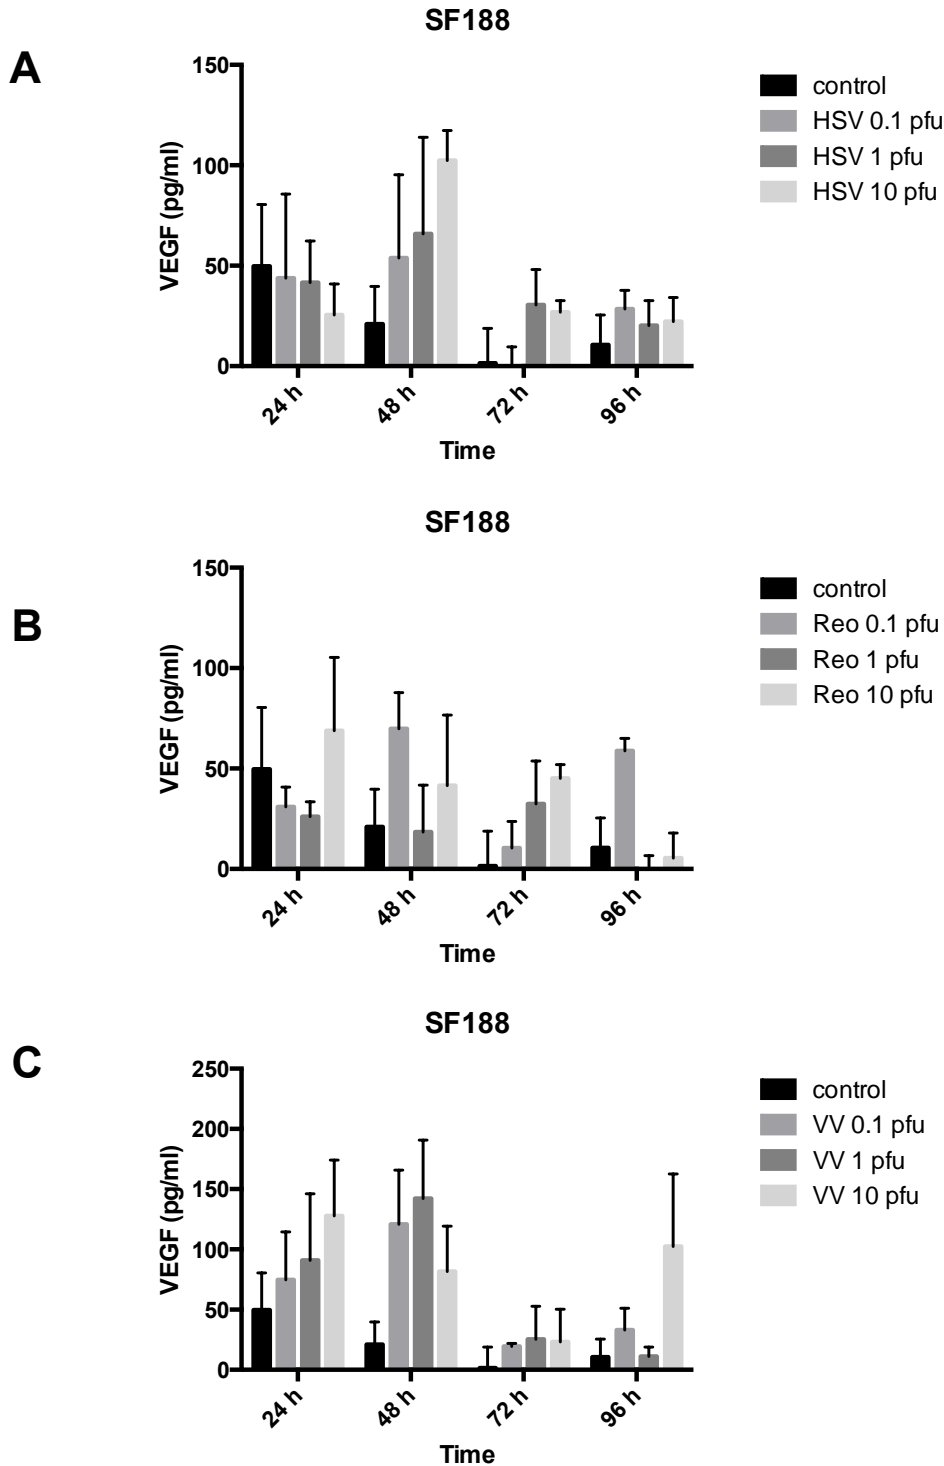 SF188
A
150
100
50
0
VEGF (pg/ml)
24 h
48 h
72 h
96 h
Time
control
HSV 0.1 pfu
HSV 1 pfu
HSV 10 pfu
SF188
B
150
100
50
0
VEGF (pg/ml)
24 h
48 h
72 h
96 h
Time
control
Reo 0.1 pfu
Reo 1 pfu
Reo 10 pfu
SF188
C
250
200
150
100
50
0
VEGF (pg/ml)
24 h
48 h
72 h
96 h
Time
control
VV 0.1 pfu
VV 1 pfu
VV 10 pfu